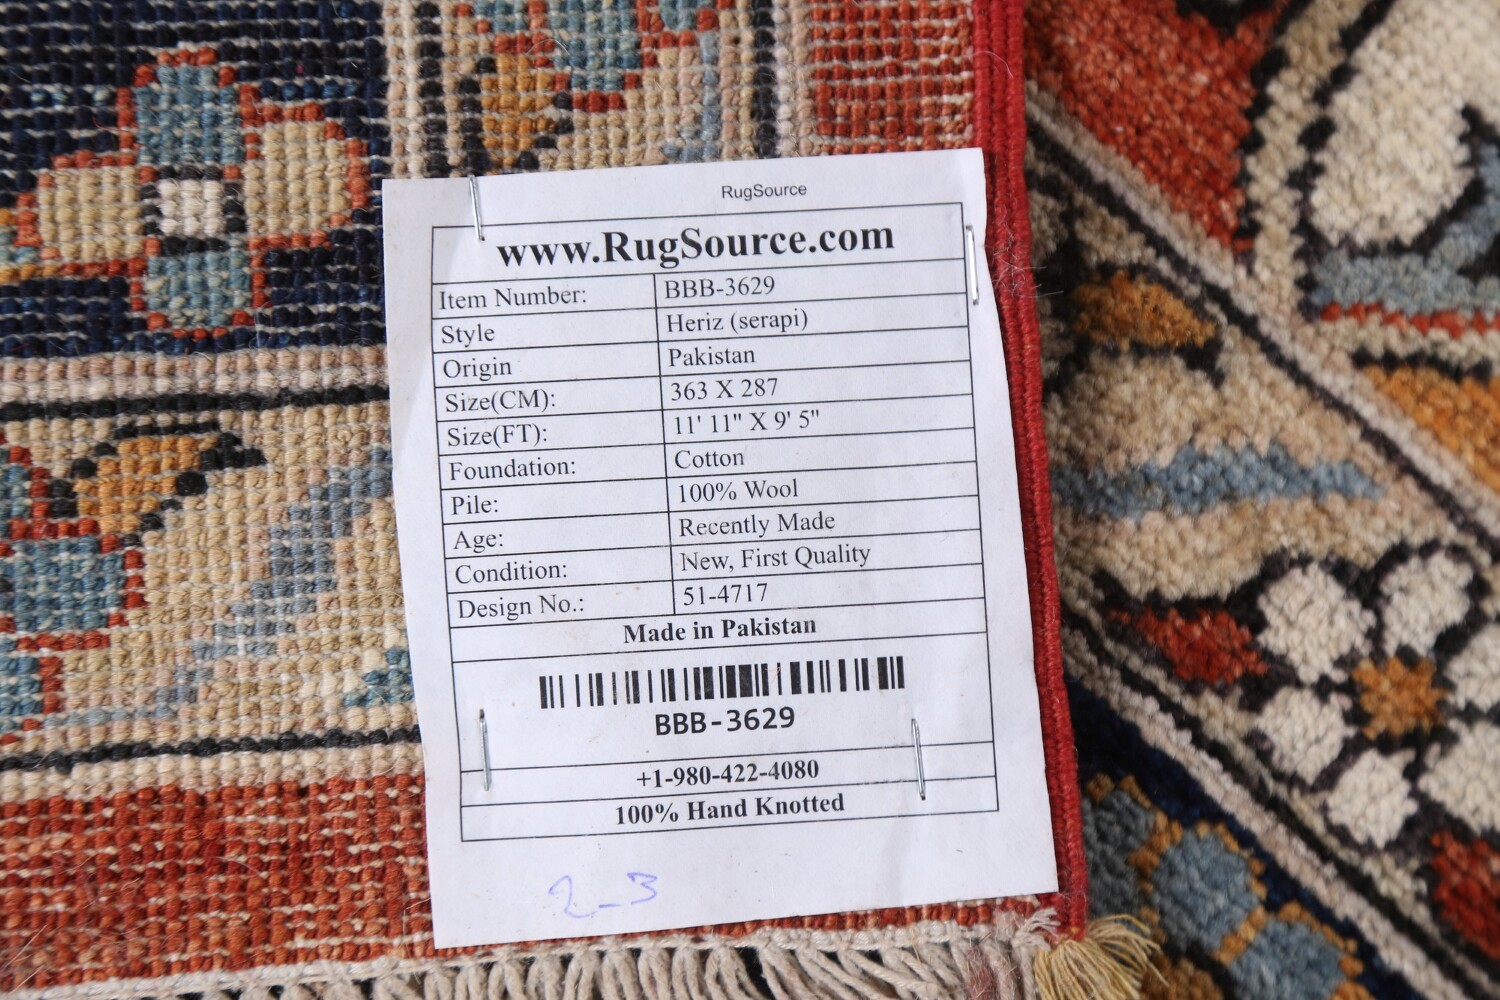 RugSource
www.RugSource.com
Item Number: BBB-3629
Style Heriz (serapi)
Origin Pakistan
Size(CM): 363 X 287
Size(FT): 11' 11" X 9' 5"
Foundation: Cotton
Pile: 100% Wool
Age: Recently Made
Condition: New, First Quality
Design No.: 51-4717
Made in Pakistan
BBB-3629
+1-980-422-4080
100% Hand Knotted
2-3